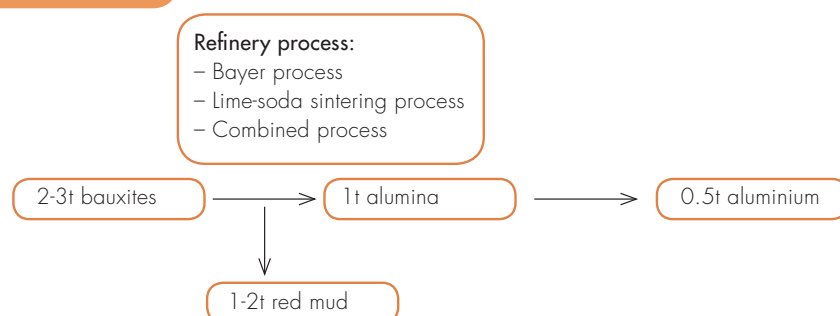 Refinery process:
– Bayer process
– Lime-soda sintering process
– Combined process
2-3t bauxites
1t alumina
0.5t aluminium
1-2t red mud